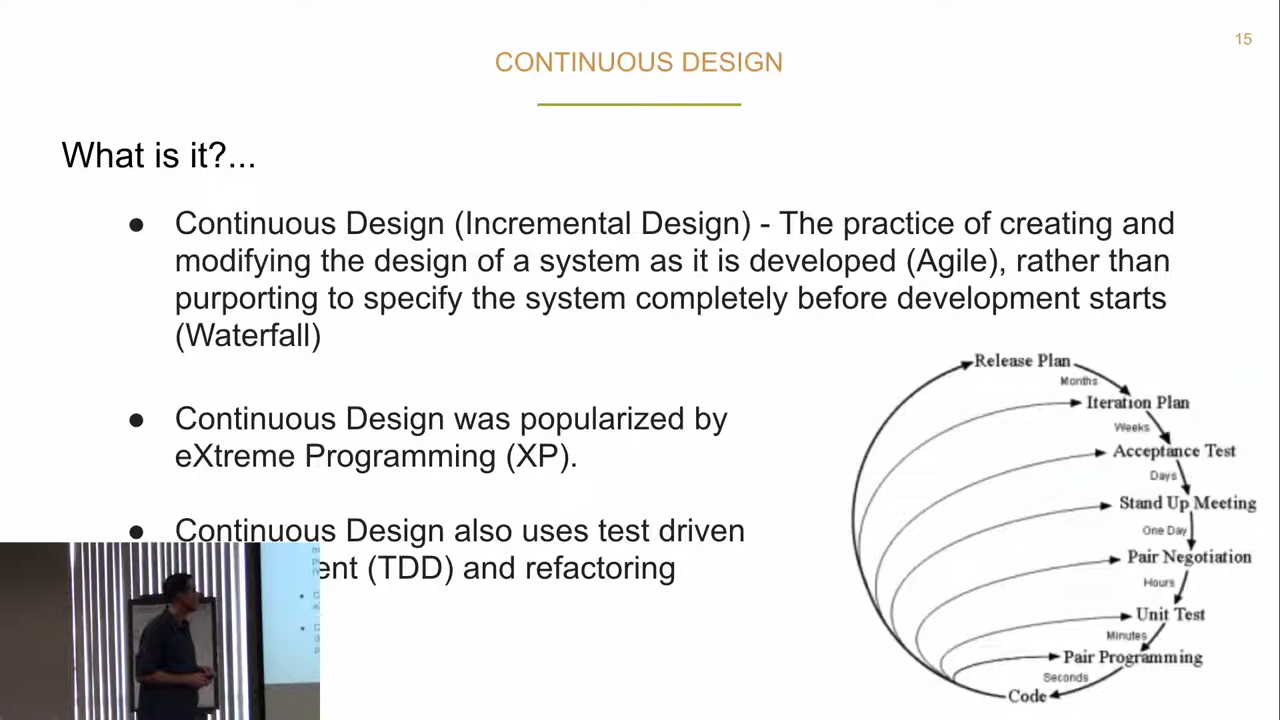 15
CONTINUOUS DESIGN
What is it?...
● Continuous Design (Incremental Design) - The practice of creating and
modifying the design of a system as it is developed (Agile), rather than
purporting to specify the system completely before development starts
(Waterfall)
● Continuous Design was popularized by
eXtreme Programming (XP).
● Continuous Design also uses test driven
ent (TDD) and refactoring
Release Plan
Months
Iteration Plan
Weeks
Acceptance Test
Days
Stand Up Meeting
One Day
Pair Negotiation
Hours
Unit Test
Minutes
Pair Programming
Seconds
Code